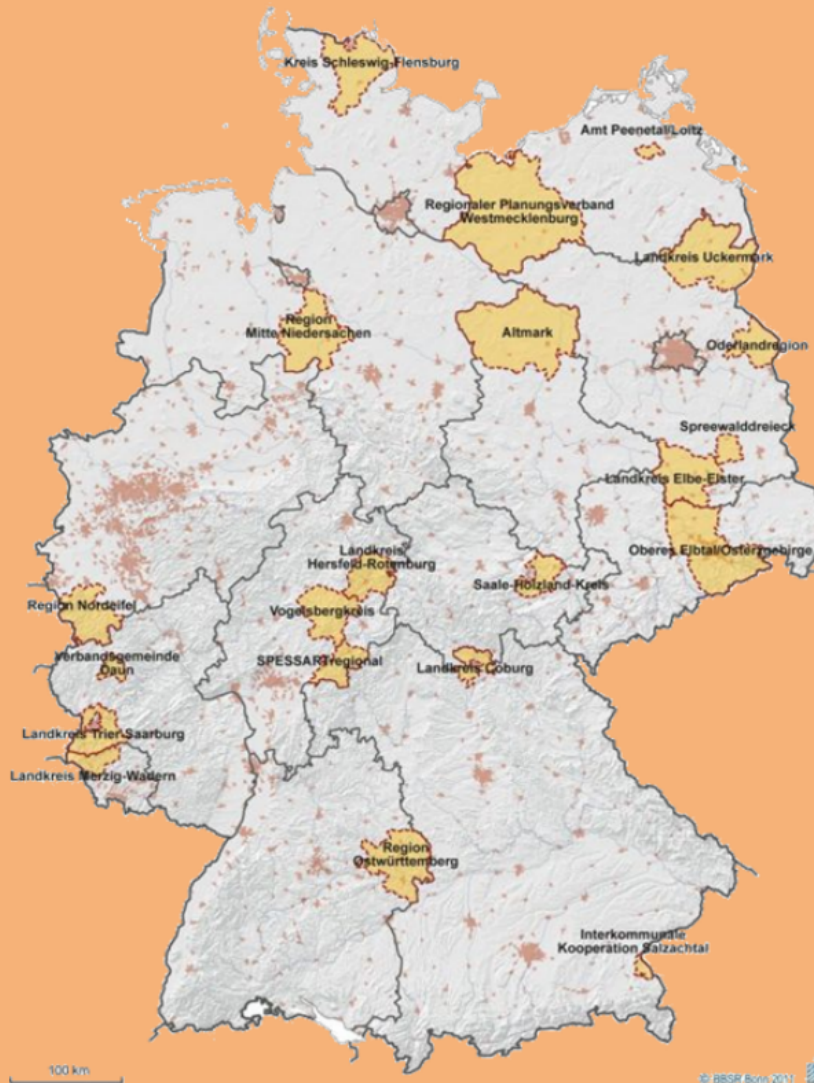 Kreis Schleswig-Flensburg
Amt Peenetal/Loitz
Regionaler Planungsverband
Westmecklenburg
Landkreis Uckermark
Region
Mitte Niedersachen
Altmark
Oderlandregion
Spreewalddreieck
Landkreis Elbe-Elster
Landkreis
Hersfeld-Rotenburg
Oberes Elbtal/Osterzgebirge
Saale-Holzland-Kreis
Region Nordeifel
Vogelsbergkreis
Verbandsgemeinde
Daun
SPESSARTregional
Landkreis Coburg
Landkreis Trier-Saarburg
Landkreis Merzig-Wadern
Region
Ostwürttemberg
Interkommunale
Kooperation Salzachtal
100 km
© BBSR Bonn 2011